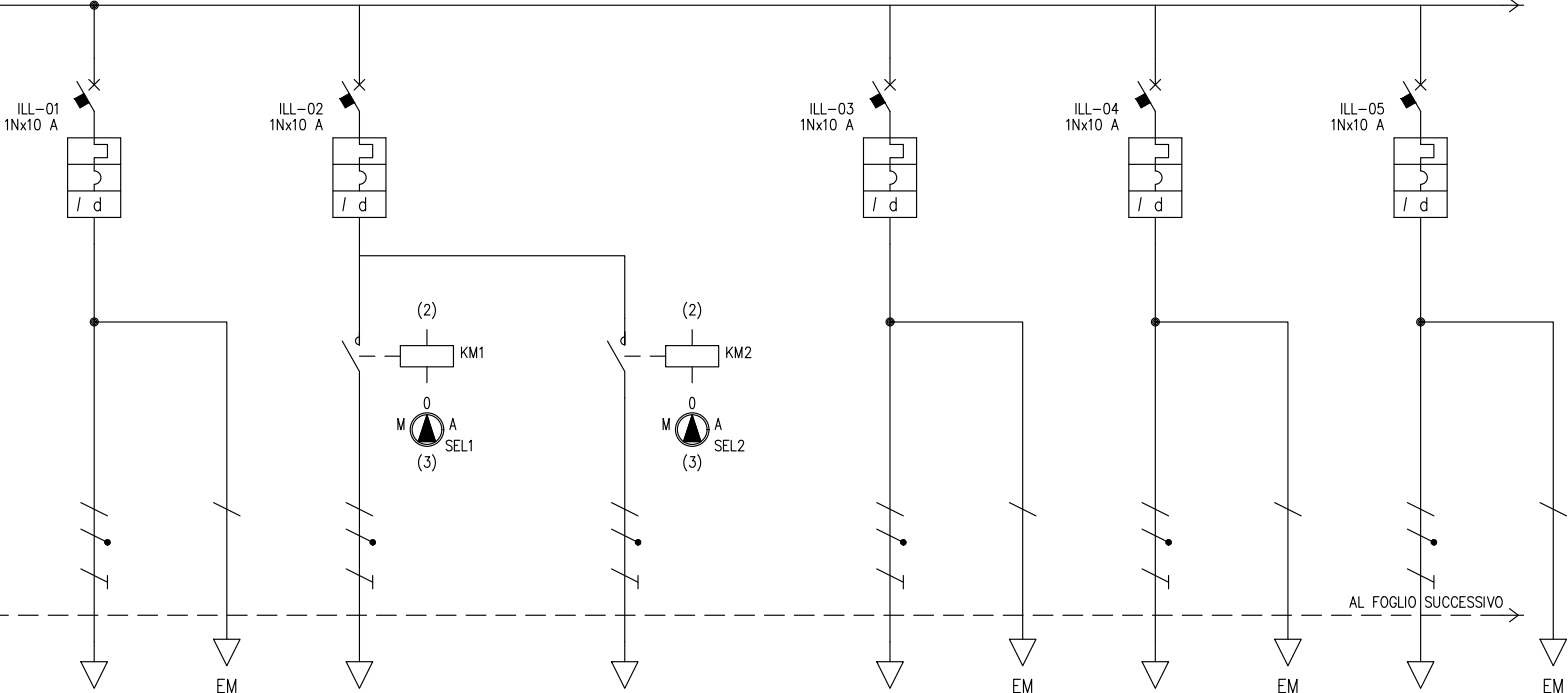 ILL-01
1Nx10 A
I d
ILL-02
1Nx10 A
I d
ILL-03
1Nx10 A
I d
ILL-04
1Nx10 A
I d
ILL-05
1Nx10 A
I d
(2)
KM1
0
M A
SEL1
(3)
(2)
KM2
0
M A
SEL2
(3)
AL FOGLIO SUCCESSIVO
EM
EM
EM
EM